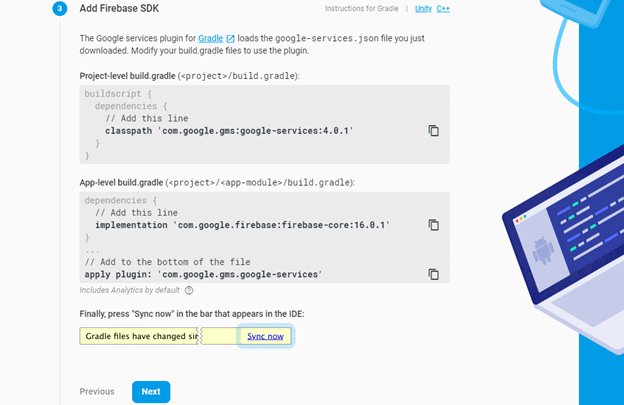 3 Add Firebase SDK
Instructions for Gradle | Unity C++
The Google services plugin for Gradle loads the google-services.json file you just
downloaded. Modify your build.gradle files to use the plugin.
Project-level build.gradle (<project>/build.gradle):
buildscript {
dependencies {
// Add this line
classpath 'com.google.gms:google-services:4.0.1'
}
}
App-level build.gradle (<project>/<app-module>/build.gradle):
dependencies {
// Add this line
implementation 'com.google.firebase:firebase-core:16.0.1'
}
...
// Add to the bottom of the file
apply plugin: 'com.google.gms.google-services'
Includes Analytics by default ?
Finally, press "Sync now" in the bar that appears in the IDE:
Gradle files have changed sin Sync now
Previous Next